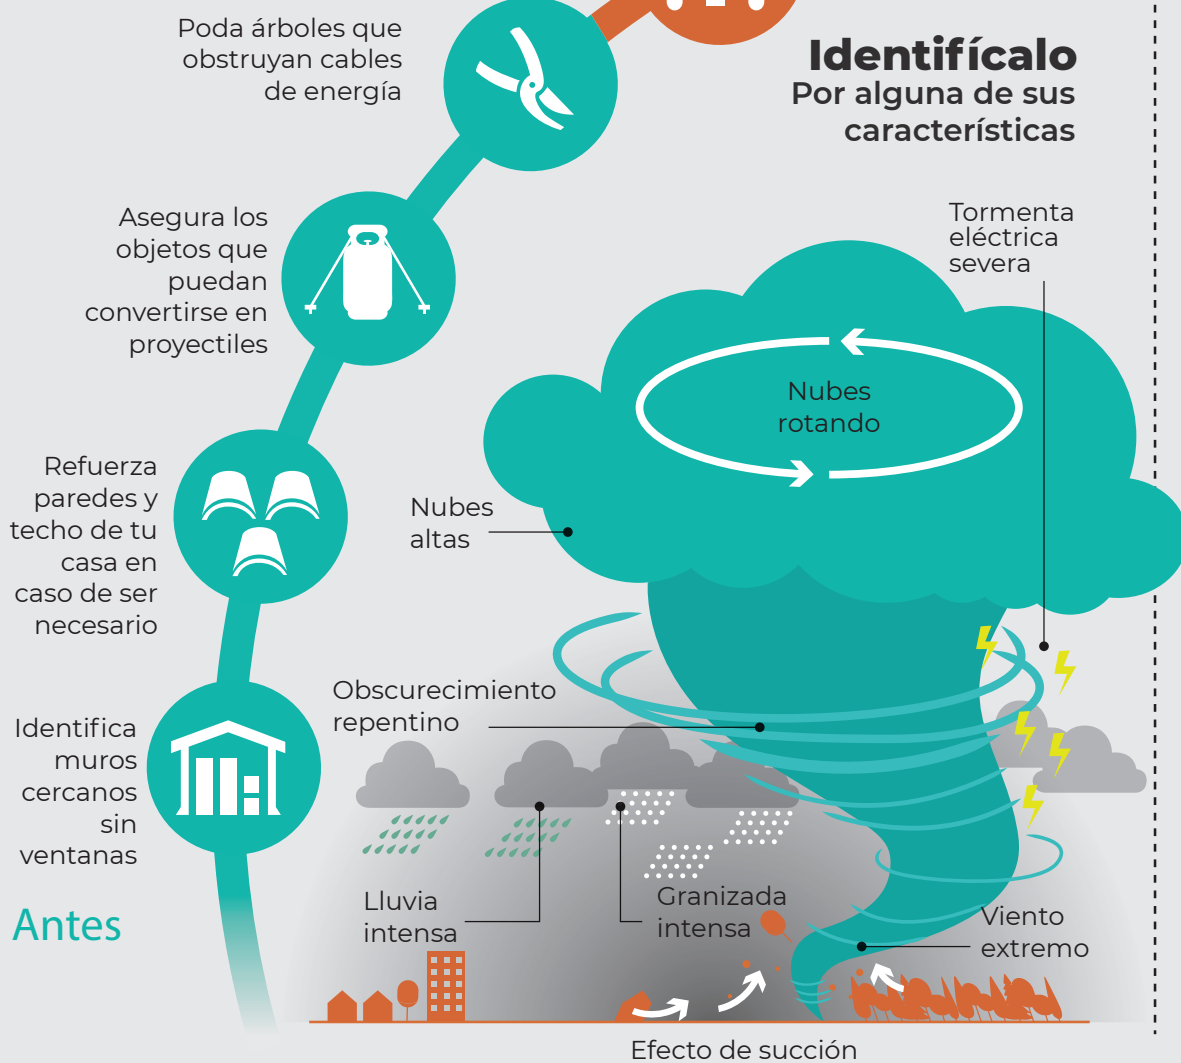 Poda árboles que
obstruyan cables
de energía
Identifícalo
Por alguna de sus
características
Asegura los
objetos que
puedan
convertirse en
proyectiles
Tormenta
eléctrica
severa
Nubes
rotando
Refuerza
paredes y
techo de tu
casa en
caso de ser
necesario
Nubes
altas
Obscurecimiento
repentino
Identifica
muros
cercanos
sin
ventanas
Antes
Lluvia
intensa
Granizada
intensa
Viento
extremo
Efecto de succión